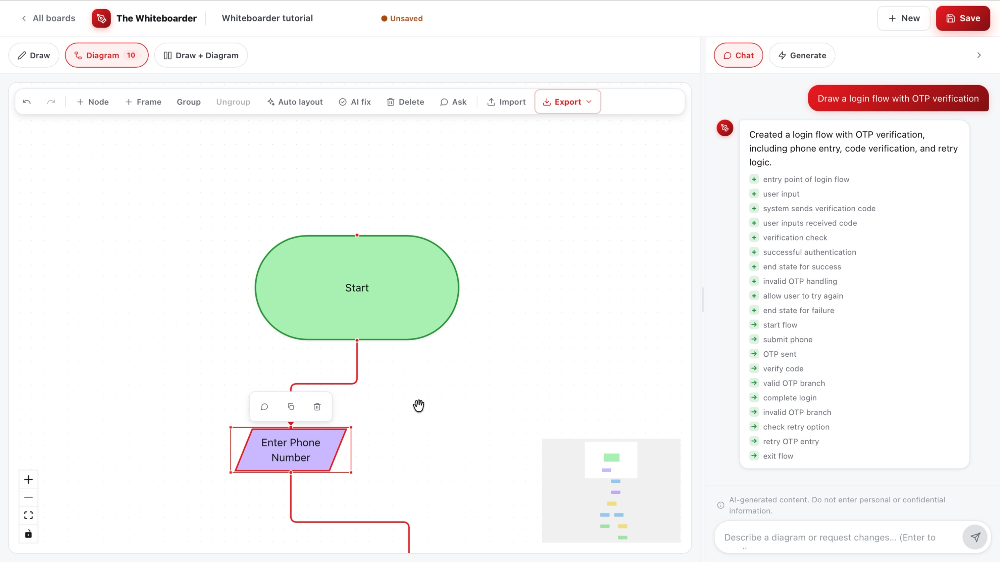 All boards
The Whiteboarder
Whiteboarder tutorial
Unsaved
New
Save
Draw
Diagram 10
Draw + Diagram
Chat
Generate
Node
Frame
Group
Ungroup
Auto layout
AI fix
Delete
Ask
Import
Export
Start
Enter Phone
Number
Draw a login flow with OTP verification
Created a login flow with OTP verification,
including phone entry, code verification, and retry
logic.
entry point of login flow
user input
system sends verification code
user inputs received code
verification check
successful authentication
end state for success
invalid OTP handling
allow user to try again
end state for failure
start flow
submit phone
OTP sent
verify code
valid OTP branch
complete login
invalid OTP branch
check retry option
retry OTP entry
exit flow
AI-generated content. Do not enter personal or confidential
information.
Describe a diagram or request changes... (Enter to